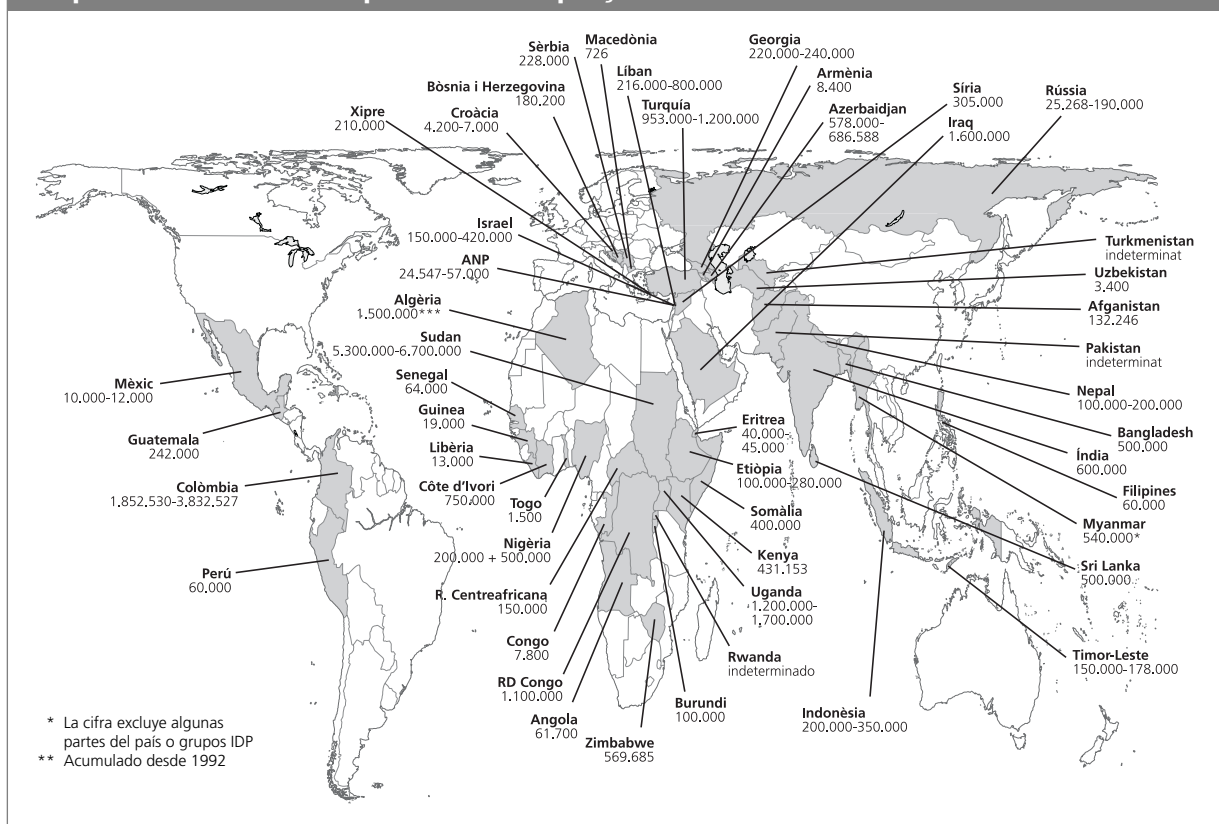 Sèrbia
228.000
Macedònia
726
Líban
216.000-800.000
Turquía
953.000-1.200.000
Georgia
220.000-240.000
Armènia
8.400
Azerbaidjan
578.000-
686.588
Síria
305.000
Iraq
1.600.000
Rússia
25.268-190.000
Bòsnia i Herzegovina
180.200
Croàcia
4.200-7.000
Xipre
210.000
Israel
150.000-420.000
ANP
24.547-57.000
Algèria
1.500.000***
Sudan
5.300.000-6.700.000
Senegal
64.000
Guinea
19.000
Libèria
13.000
Côte d'Ivori
750.000
Togo
1.500
Nigèria
200.000 + 500.000
R. Centreafricana
150.000
Congo
7.800
RD Congo
1.100.000
Angola
61.700
Zimbabwe
569.685
Burundi
100.000
Rwanda
indeterminado
Uganda
1.200.000-
1.700.000
Kenya
431.153
Somàlia
400.000
Etiòpia
100.000-280.000
Eritrea
40.000-
45.000
Mèxic
10.000-12.000
Guatemala
242.000
Colòmbia
1.852.530-3.832.527
Perú
60.000
Turkmenistan
indeterminat
Uzbekistan
3.400
Afganistan
132.246
Pakistan
indeterminat
Nepal
100.000-200.000
Bangladesh
500.000
Índia
600.000
Filipines
60.000
Myanmar
540.000*
Sri Lanka
500.000
Timor-Leste
150.000-178.000
Indonèsia
200.000-350.000
* La cifra excluye algunas
partes del país o grupos IDP
** Acumulado desde 1992